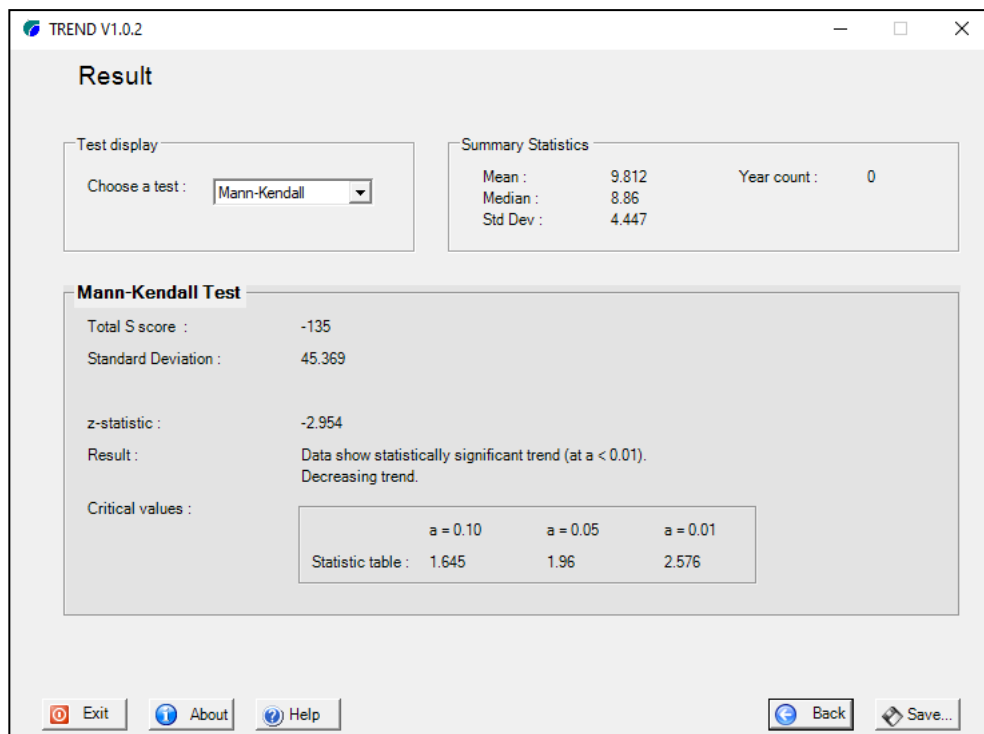 TREND V1.0.2
Result
Test display
Choose a test :
Mann-Kendall
Summary Statistics
Mean : 9.812 Year count : 0
Median : 8.86
Std Dev : 4.447
Mann-Kendall Test
Total S score : -135
Standard Deviation : 45.369
z-statistic : -2.954
Result : Data show statistically significant trend (at a < 0.01).
Decreasing trend.
Critical values :
a = 0.10 a = 0.05 a = 0.01
Statistic table : 1.645 1.96 2.576
Exit About Help Back Save...